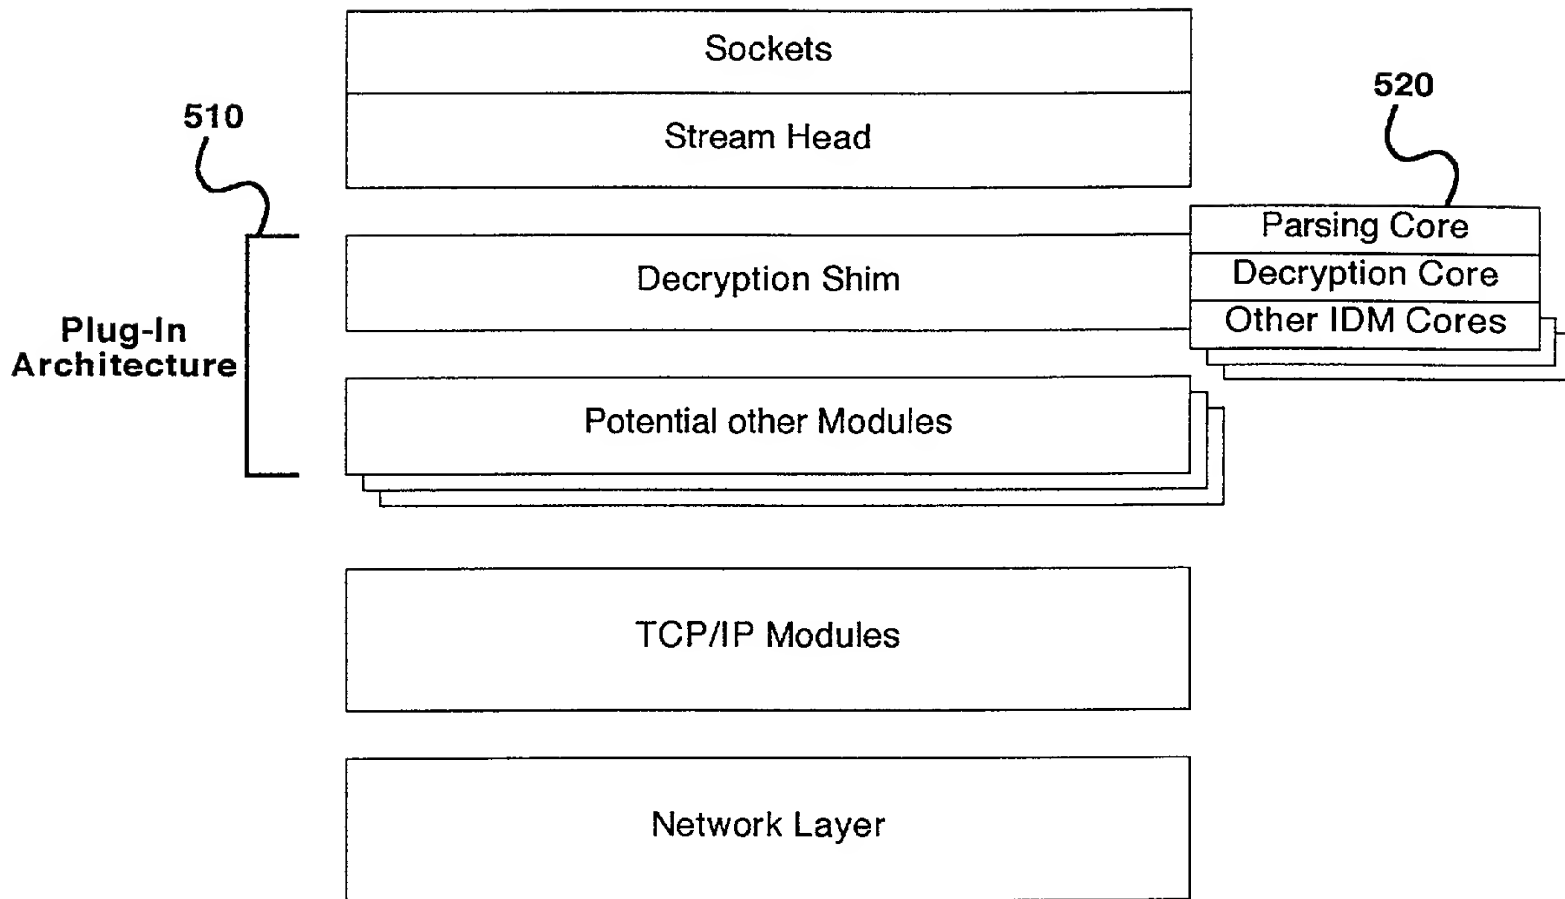 Sockets
520
510
Stream Head
Parsing Core
Decryption Shim
Decryption Core
Other IDM Cores
Plug-In
Architecture
Potential other Modules
TCP/IP Modules
Network Layer